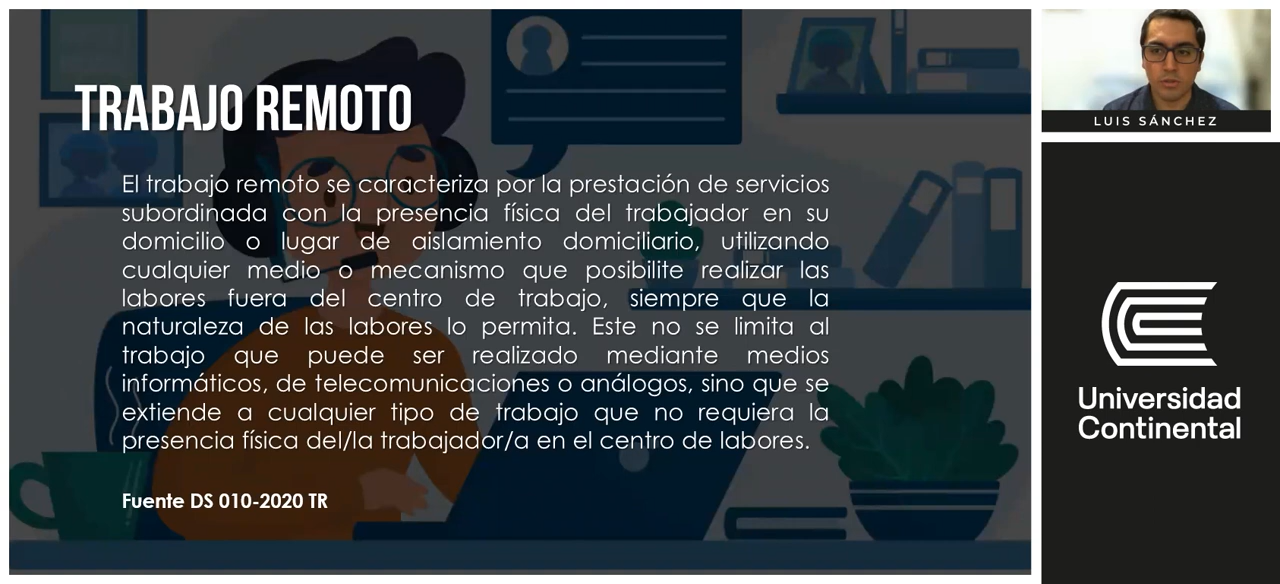 TRABAJO REMOTO
El trabajo remoto se caracteriza por la prestación de servicios
subordinada con la presencia física del trabajador en su
domicilio o lugar de aislamiento domiciliario, utilizando
cualquier medio o mecanismo que posibilite realizar las
labores fuera del centro de trabajo, siempre que la
naturaleza de las labores lo permita. Este no se limita al
trabajo que puede ser realizado mediante medios
informáticos, de telecomunicaciones o análogos, sino que se
extiende a cualquier tipo de trabajo que no requiera la
presencia física del/la trabajador/a en el centro de labores.
Fuente DS 010-2020 TR
LUIS SÁNCHEZ
Universidad
Continental